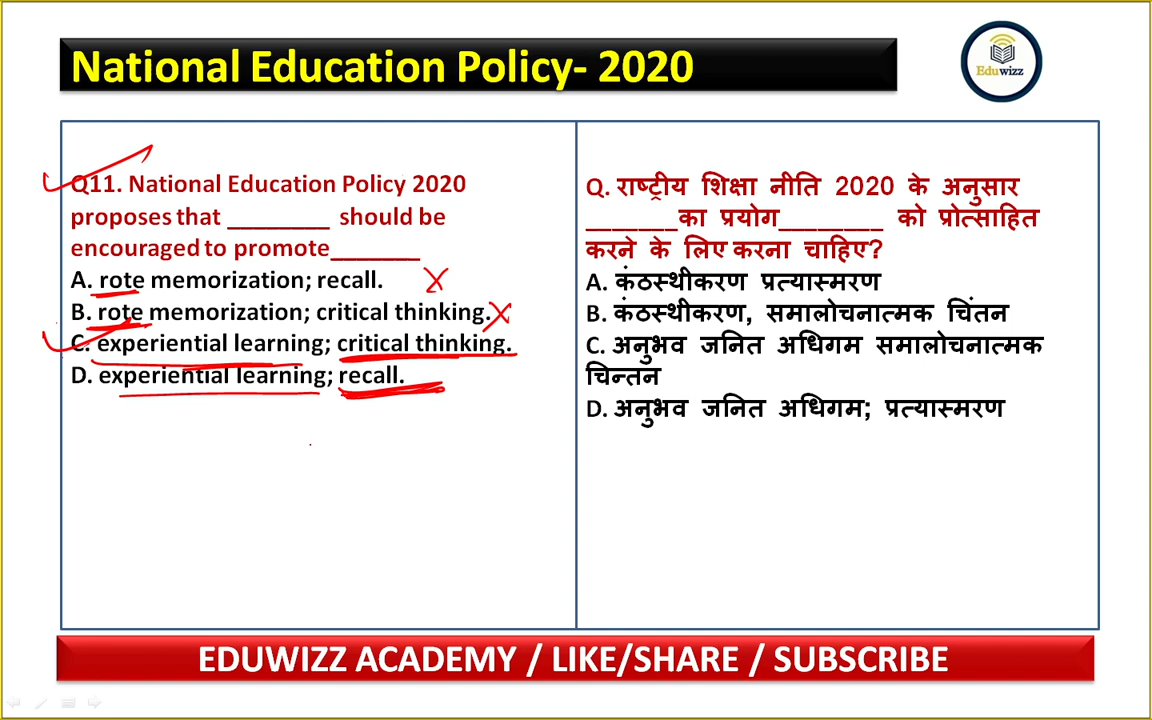 National Education Policy- 2020
Eduwizz
Q11. National Education Policy 2020
proposes that ________ should be
encouraged to promote_______
A. rote memorization; recall.
B. rote memorization; critical thinking.
C. experiential learning; critical thinking.
D. experiential learning; recall.
Q. राष्ट्रीय शिक्षा नीति 2020 के अनुसार
_______का प्रयोग________ को प्रोत्साहित
करने के लिए करना चाहिए?
A. कंठस्थीकरण प्रत्यास्मरण
B. कंठस्थीकरण, समालोचनात्मक चिंतन
C. अनुभव जनित अधिगम समालोचनात्मक
चिन्तन
D. अनुभव जनित अधिगम; प्रत्यास्मरण
EDUWIZZ ACADEMY / LIKE/SHARE / SUBSCRIBE